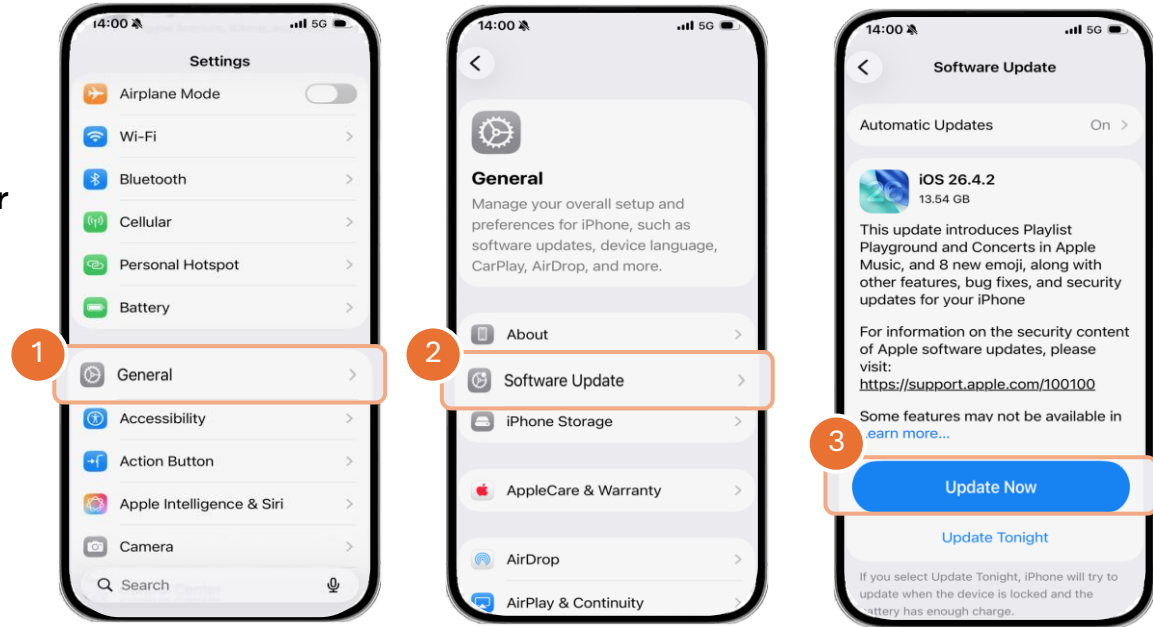 r
14:00
5G
Settings
Airplane Mode
Wi-Fi
Bluetooth
Cellular
Personal Hotspot
Battery
1
General
Accessibility
Action Button
Apple Intelligence & Siri
Camera
Search
14:00
5G
General
Manage your overall setup and
preferences for iPhone, such as
software updates, device language,
CarPlay, AirDrop, and more.
About
2
Software Update
iPhone Storage
AppleCare & Warranty
AirDrop
AirPlay & Continuity
14:00
5G
Software Update
Automatic Updates On
26
iOS 26.4.2
13.54 GB
This update introduces Playlist
Playground and Concerts in Apple
Music, and 8 new emoji, along with
other features, bug fixes, and security
updates for your iPhone
For information on the security content
of Apple software updates, please
visit:
https://support.apple.com/100100
Some features may not be available in
Learn more...
3
Update Now
Update Tonight
If you select Update Tonight, iPhone will try to
update when the device is locked and the
battery has enough charge.